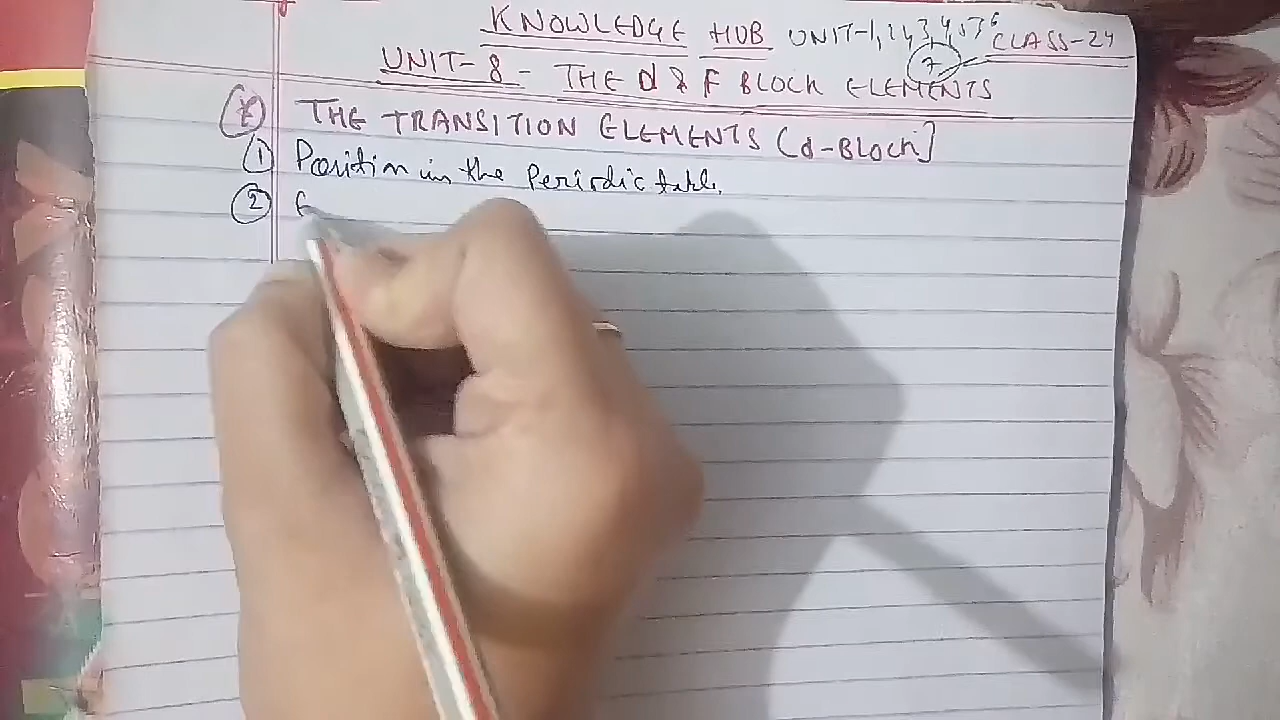 KNOWLEDGE HUB UNIT-1,2,3,4,5,6 CLASS-24
7
UNIT-8 - THE d & F BLOCK ELEMENTS
THE TRANSITION ELEMENTS (d-BLOCK]
① Position in the Periodic table,
②